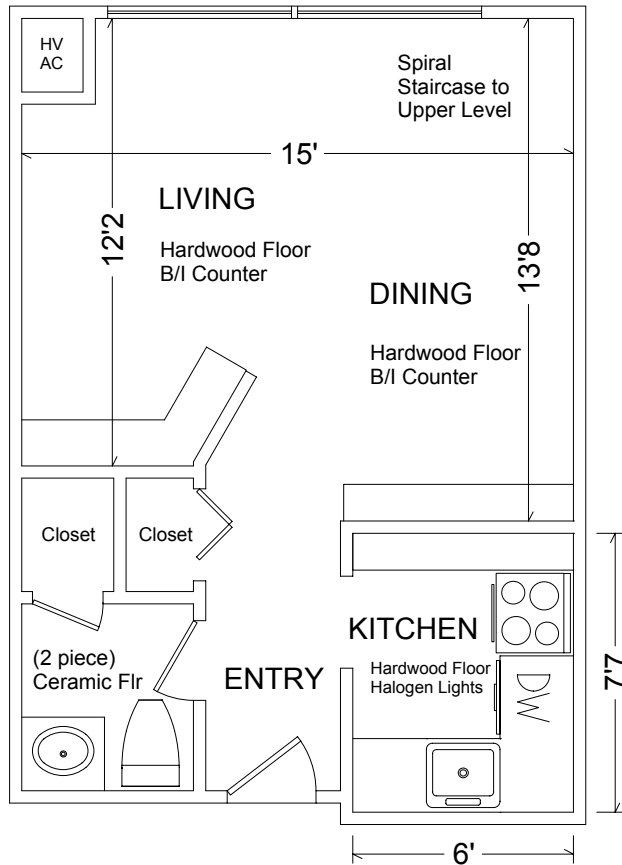 HV
AC
Spiral
Staircase to
Upper Level
15'
LIVING
12'2
13'8
Hardwood Floor
B/I Counter
DINING
Hardwood Floor
B/I Counter
Closet
Closet
KITCHEN
(2 piece)
Ceramic Flr
ENTRY
Hardwood Floor
Halogen Lights
DW
7'7
6'